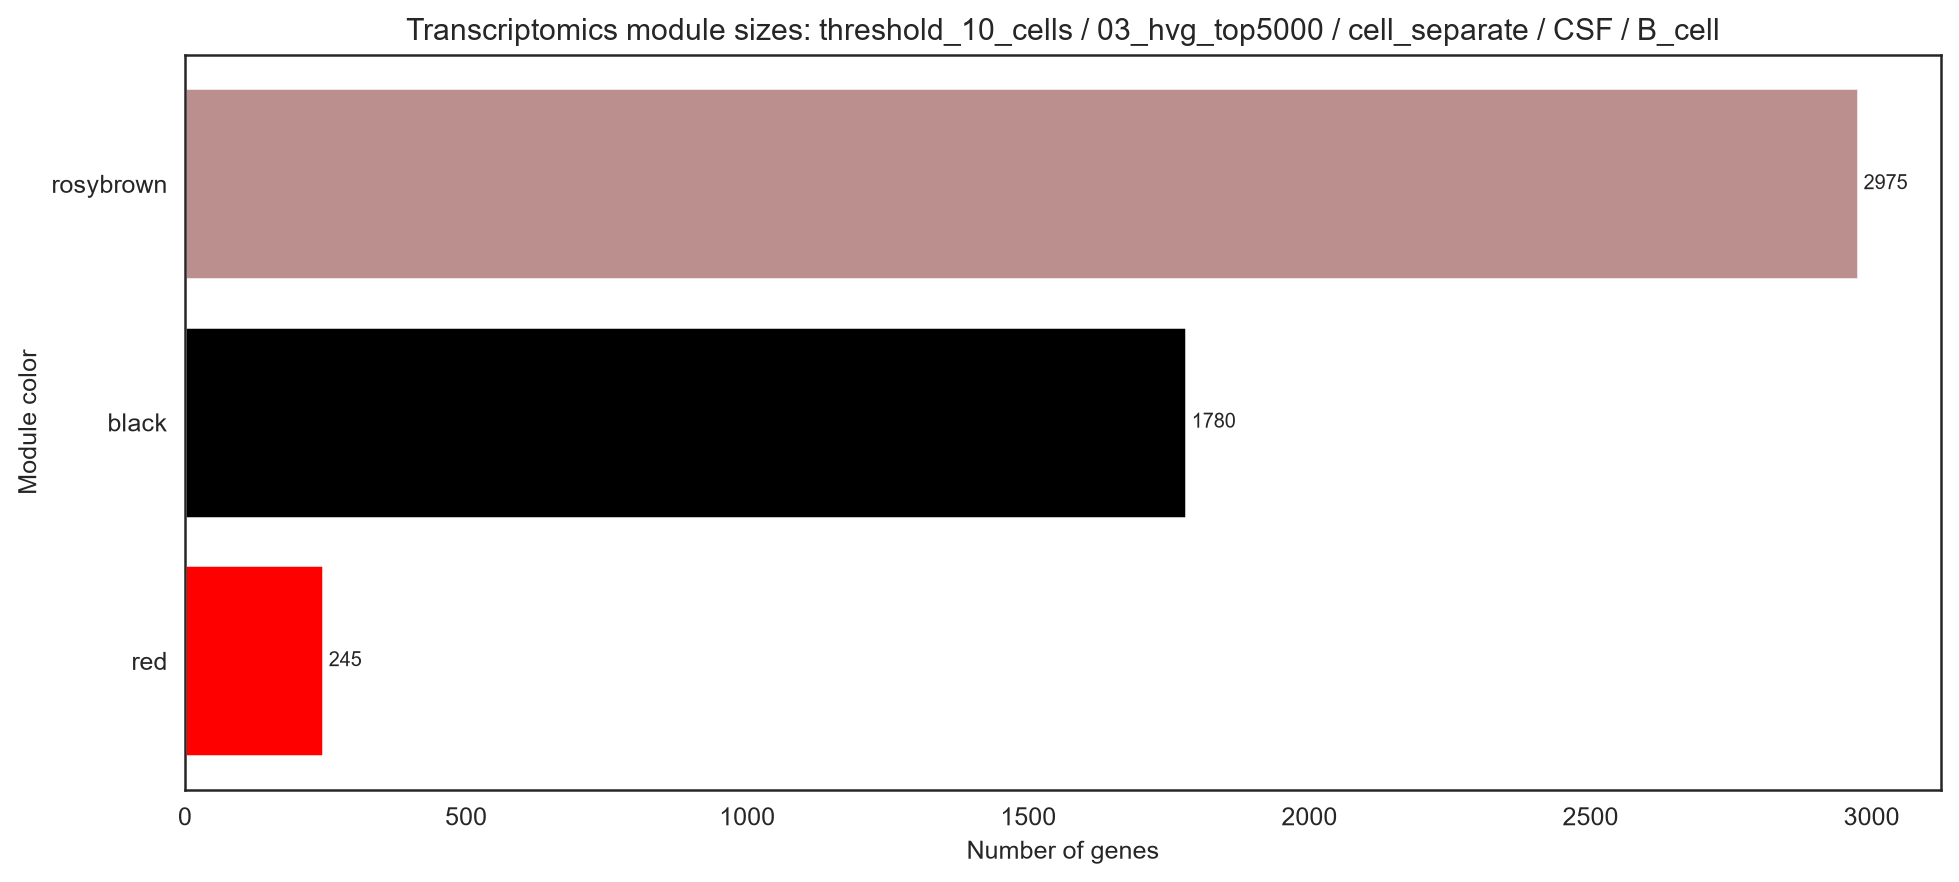 Transcriptomics module sizes: threshold_10_cells / 03_hvg_top5000 / cell_separate / CSF / B_cell
Module color
rosybrown
2975
black
1780
red
245
0 500 1000 1500 2000 2500 3000
Number of genes